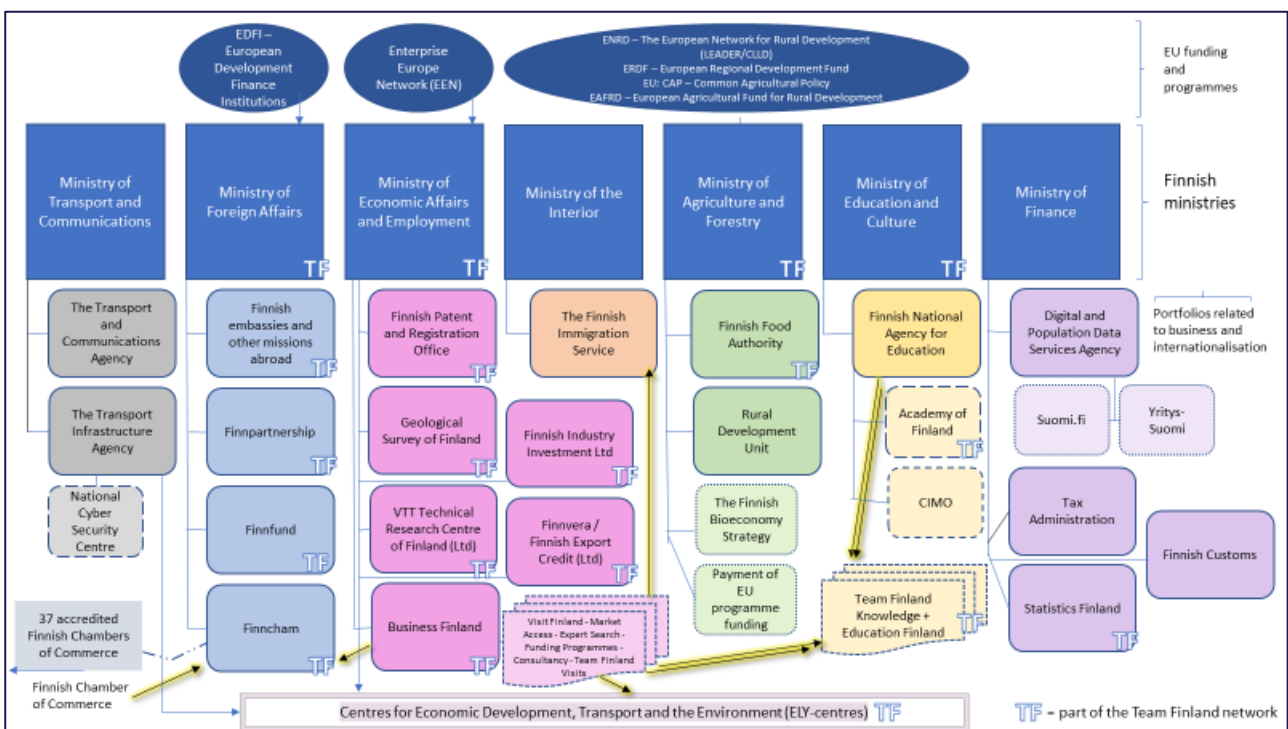 EDFI –
European
Development
Finance
Institutions
Enterprise
Europe
Network (EEN)
ENRD – The European Network for Rural Development
(LEADER/CLLD)
ERDF – European Regional Development Fund
EU: CAP – Common Agricultural Policy
EAFRD – European Agricultural Fund for Rural Development
EU funding
and
programmes
Ministry of
Transport and
Communications
Ministry of
Foreign Affairs
TF
Ministry of
Economic Affairs
and Employment
TF
Ministry of the
Interior
Ministry of
Agriculture and
Forestry
TF
Ministry of
Education and
Culture
TF
Ministry of
Finance
Finnish
ministries
The Transport
and
Communications
Agency
Finnish
embassies and
other missions
abroad
TF
Finnish Patent
and Registration
Office
TF
The Finnish
Immigration
Service
Finnish Food
Authority
TF
Finnish National
Agency for
Education
Digital and
Population Data
Services Agency
Portfolios related
to business and
internationalisation
The Transport
Infrastructure
Agency
Finnpartnership
TF
Geological
Survey of Finland
TF
Finnish Industry
Investment Ltd
TF
Rural
Development
Unit
Academy of
Finland
TF
Suomi.fi
Yritys-
Suomi
National
Cyber
Security
Centre
Finnfund
TF
VTT Technical
Research Centre
of Finland (Ltd)
TF
Finnvera /
Finnish Export
Credit (Ltd)
TF
The Finnish
Bioeconomy
Strategy
CIMO
Tax
Administration
Finnish Customs
37 accredited
Finnish Chambers
of Commerce
Finncham
TF
Business Finland
TF
Visit Finland - Market
Access - Expert Search -
Funding Programmes -
Consultancy - Team Finland
Visits
Payment of
EU
programme
funding
Team Finland
Knowledge +
Education Finland
TF
Statistics Finland
TF
Finnish Chamber
of Commerce
Centres for Economic Development, Transport and the Environment (ELY-centres) TF
TF – part of the Team Finland network